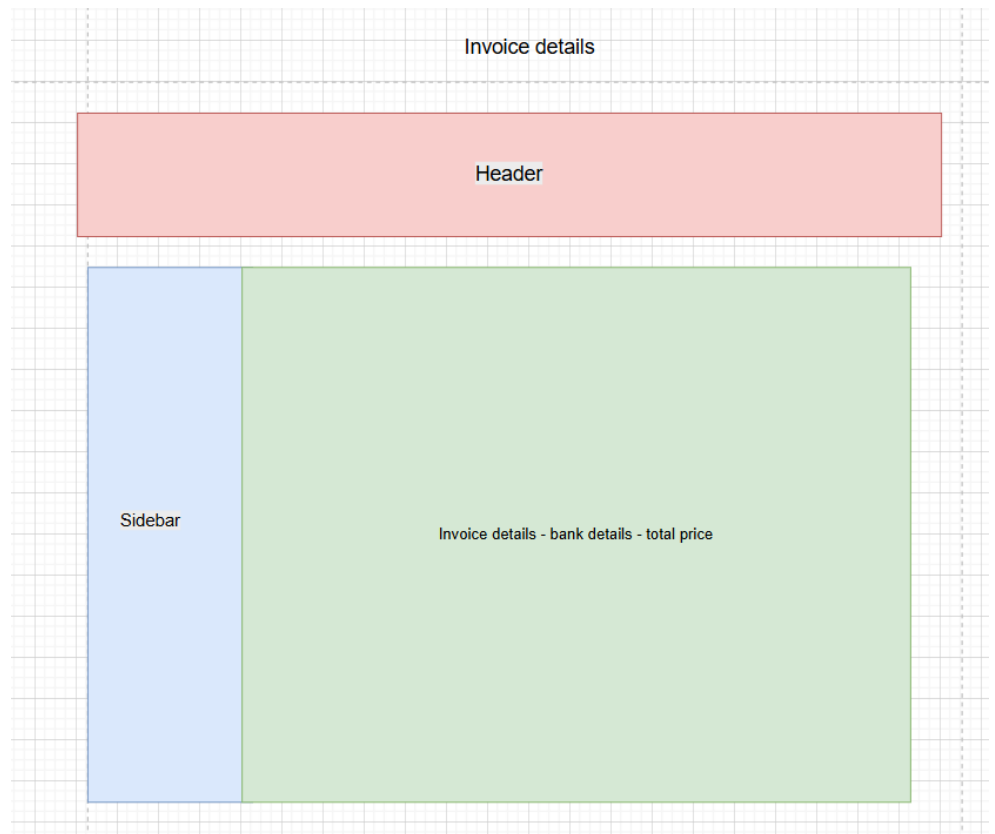 Invoice details
Header
Sidebar
Invoice details - bank details - total price